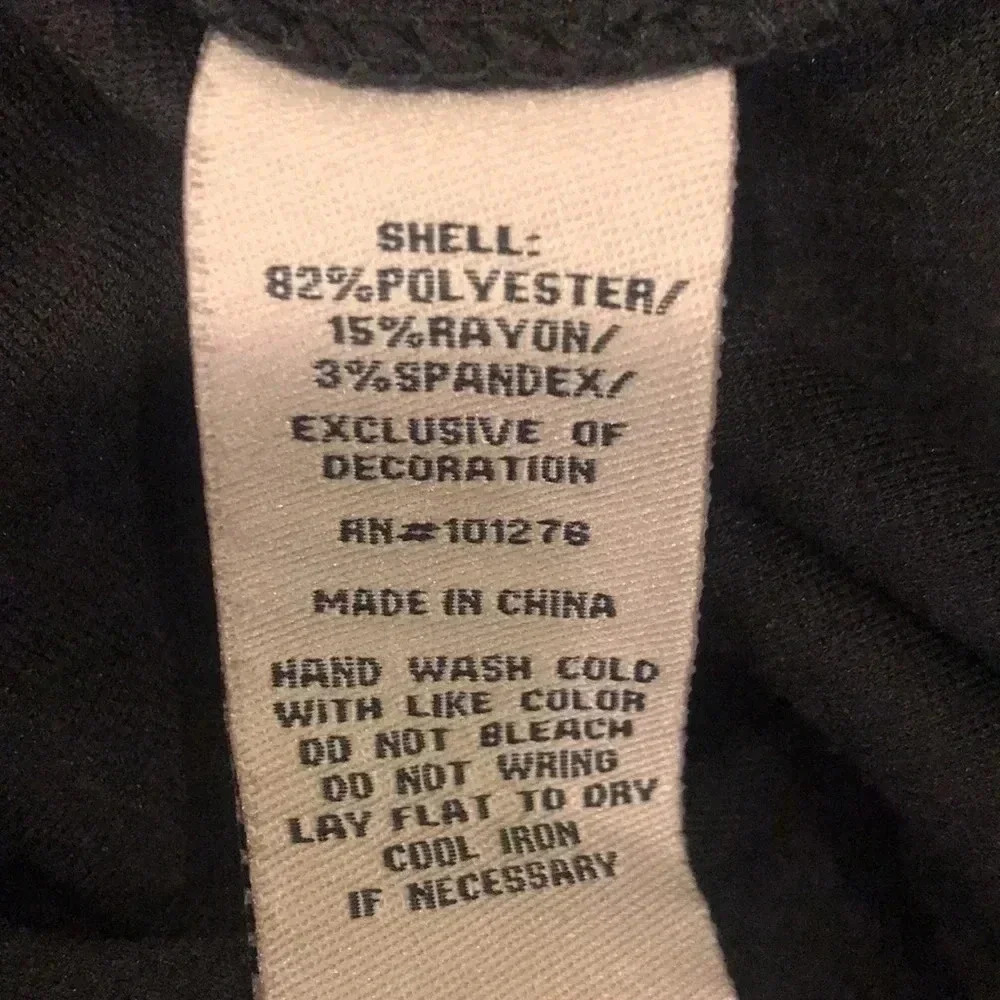 SHELL:
82%POLYESTER/
15%RAYON/
3%SPANDEX/
EXCLUSIVE OF
DECORATION
RN#101276
MADE IN CHINA
HAND WASH COLD
WITH LIKE COLOR
DO NOT BLEACH
DO NOT WRING
LAY FLAT TO DRY
COOL IRON
IF NECESSARY